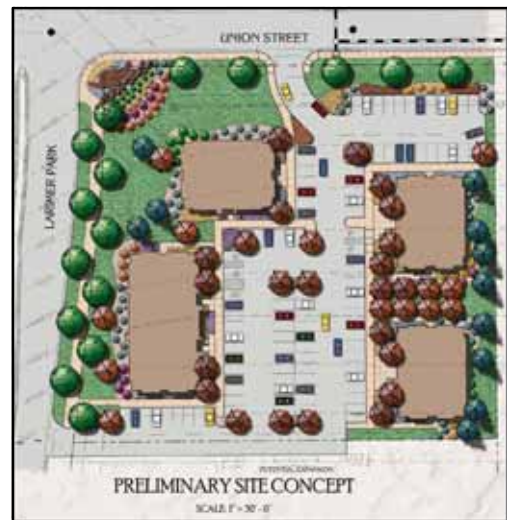 UNION STREET
LARIMER PARK
POTENTIAL EXPANSION
PRELIMINARY SITE CONCEPT
SCALE 1" = 30'-0"